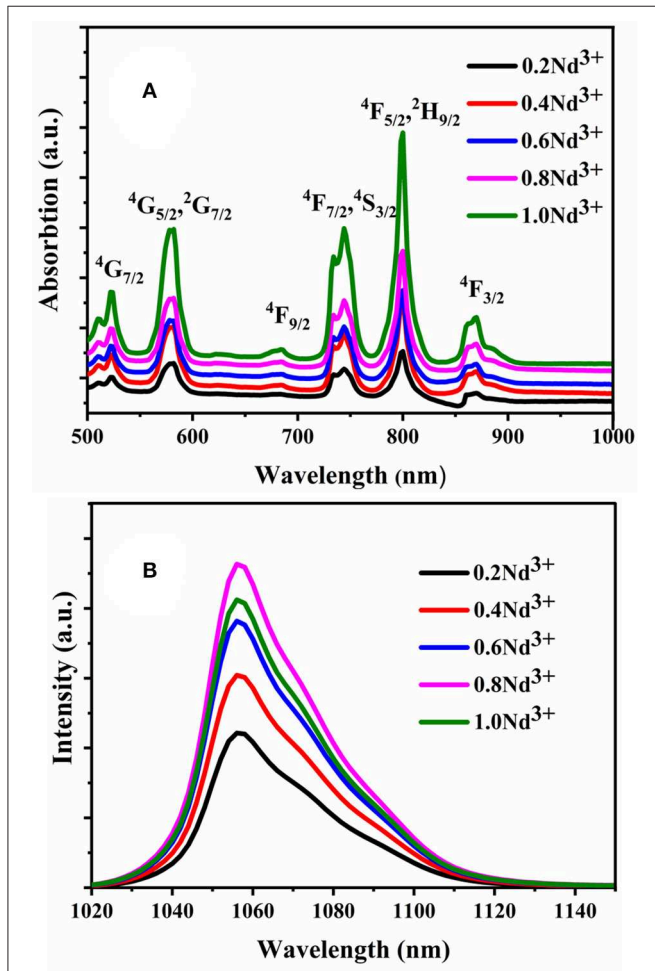 A
0.2Nd³⁺
0.4Nd³⁺
0.6Nd³⁺
0.8Nd³⁺
1.0Nd³⁺
⁴F₅/₂,²H₉/₂
⁴G₅/₂,²G₇/₂
⁴F₇/₂,⁴S₃/₂
⁴G₇/₂
⁴F₉/₂
⁴F₃/₂
Absorbtion (a.u.)
500 600 700 800 900 1000
Wavelength (nm)
B
0.2Nd³⁺
0.4Nd³⁺
0.6Nd³⁺
0.8Nd³⁺
1.0Nd³⁺
Intensity (a.u.)
1020 1040 1060 1080 1100 1120 1140
Wavelength (nm)